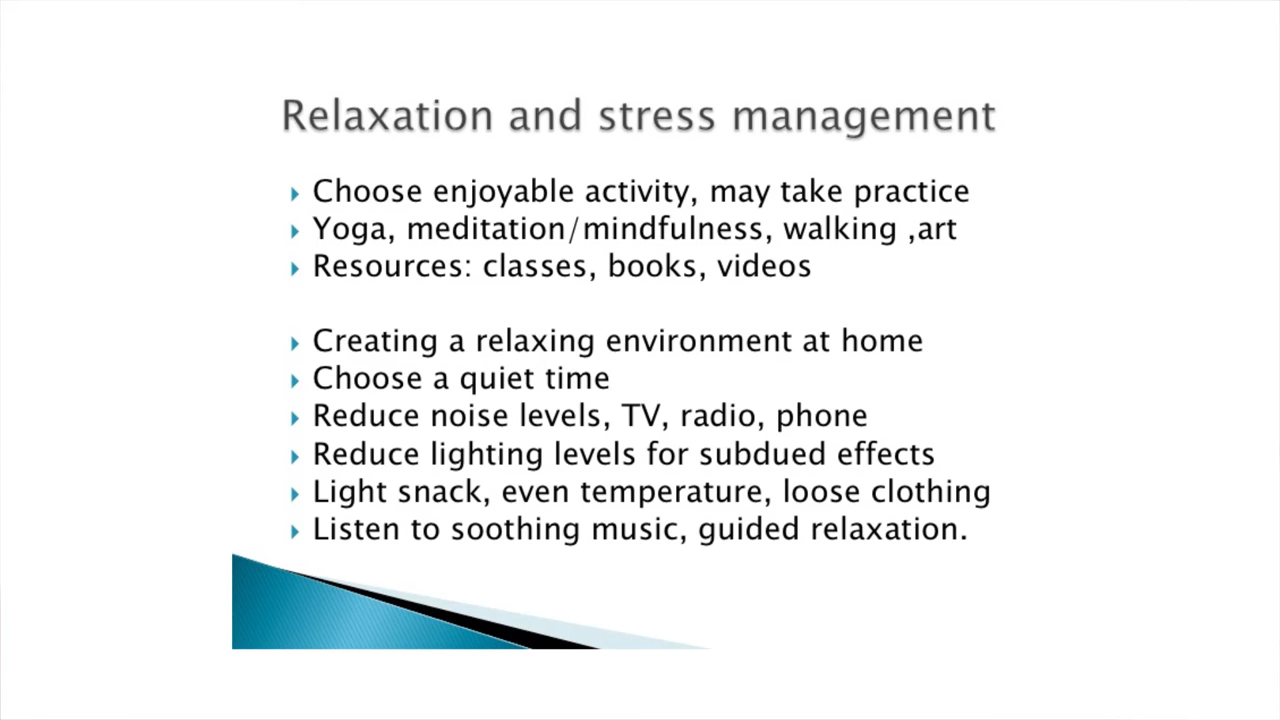 Relaxation and stress management
Choose enjoyable activity, may take practice
Yoga, meditation/mindfulness, walking ,art
Resources: classes, books, videos
Creating a relaxing environment at home
Choose a quiet time
Reduce noise levels, TV, radio, phone
Reduce lighting levels for subdued effects
Light snack, even temperature, loose clothing
Listen to soothing music, guided relaxation.